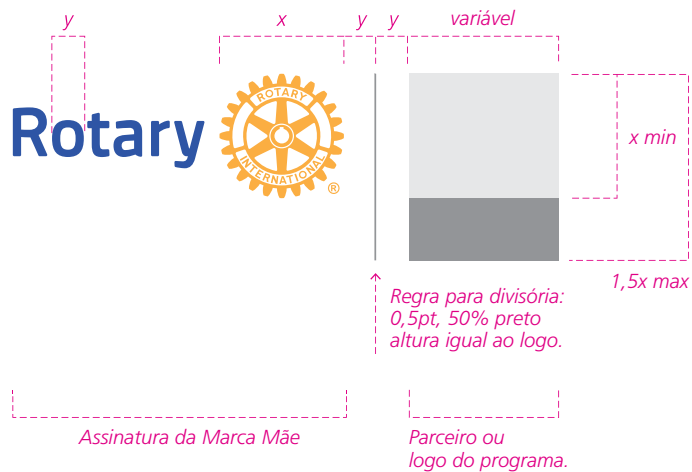 y
x
y
y
variável
Rotary
ROTARY
INTERNATIONAL
®
x min
1,5x max
Regra para divisória:
0,5pt, 50% preto
altura igual ao logo.
Assinatura da Marca Mãe
Parceiro ou
logo do programa.